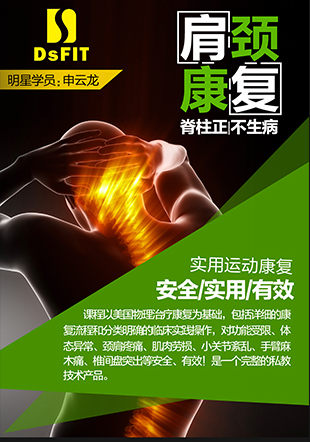 DsFIT
明星学员:申云龙
肩颈
康复
脊柱正|不生病
实用运动康复
安全/实用/有效
课程以美国物理治疗康复为基础，包括详细的康
复流程和分类明确的临床实践操作，对功能受限、体
态异常、颈肩疼痛、肌肉劳损、小关节紊乱、手臂麻
木痛、椎间盘突出等安全、有效！是一个完整的私教
技术产品。